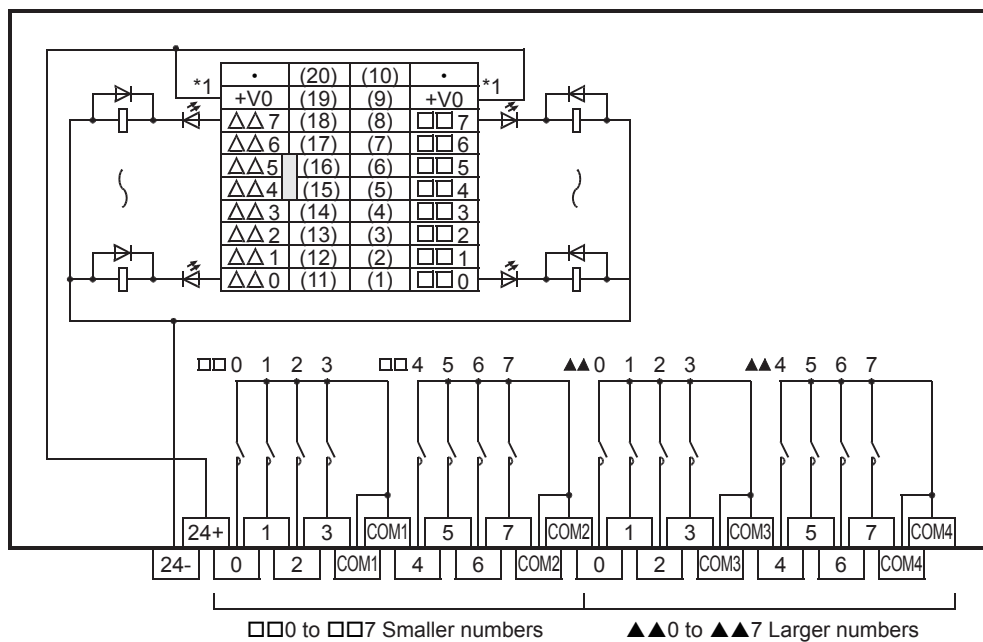 *1 • (20) (10) • *1
+V0 (19) (9) +V0
△△7 (18) (8) □□7
△△6 (17) (7) □□6
△△5 (16) (6) □□5
△△4 (15) (5) □□4
△△3 (14) (4) □□3
△△2 (13) (3) □□2
△△1 (12) (2) □□1
△△0 (11) (1) □□0
□□0 1 2 3 □□4 5 6 7 ▲▲0 1 2 3 ▲▲4 5 6 7
24+ 1 3 COM1 5 7 COM2 1 3 COM3 5 7 COM4
24- 0 2 COM1 4 6 COM2 0 2 COM3 4 6 COM4
□□0 to □□7 Smaller numbers ▲▲0 to ▲▲7 Larger numbers